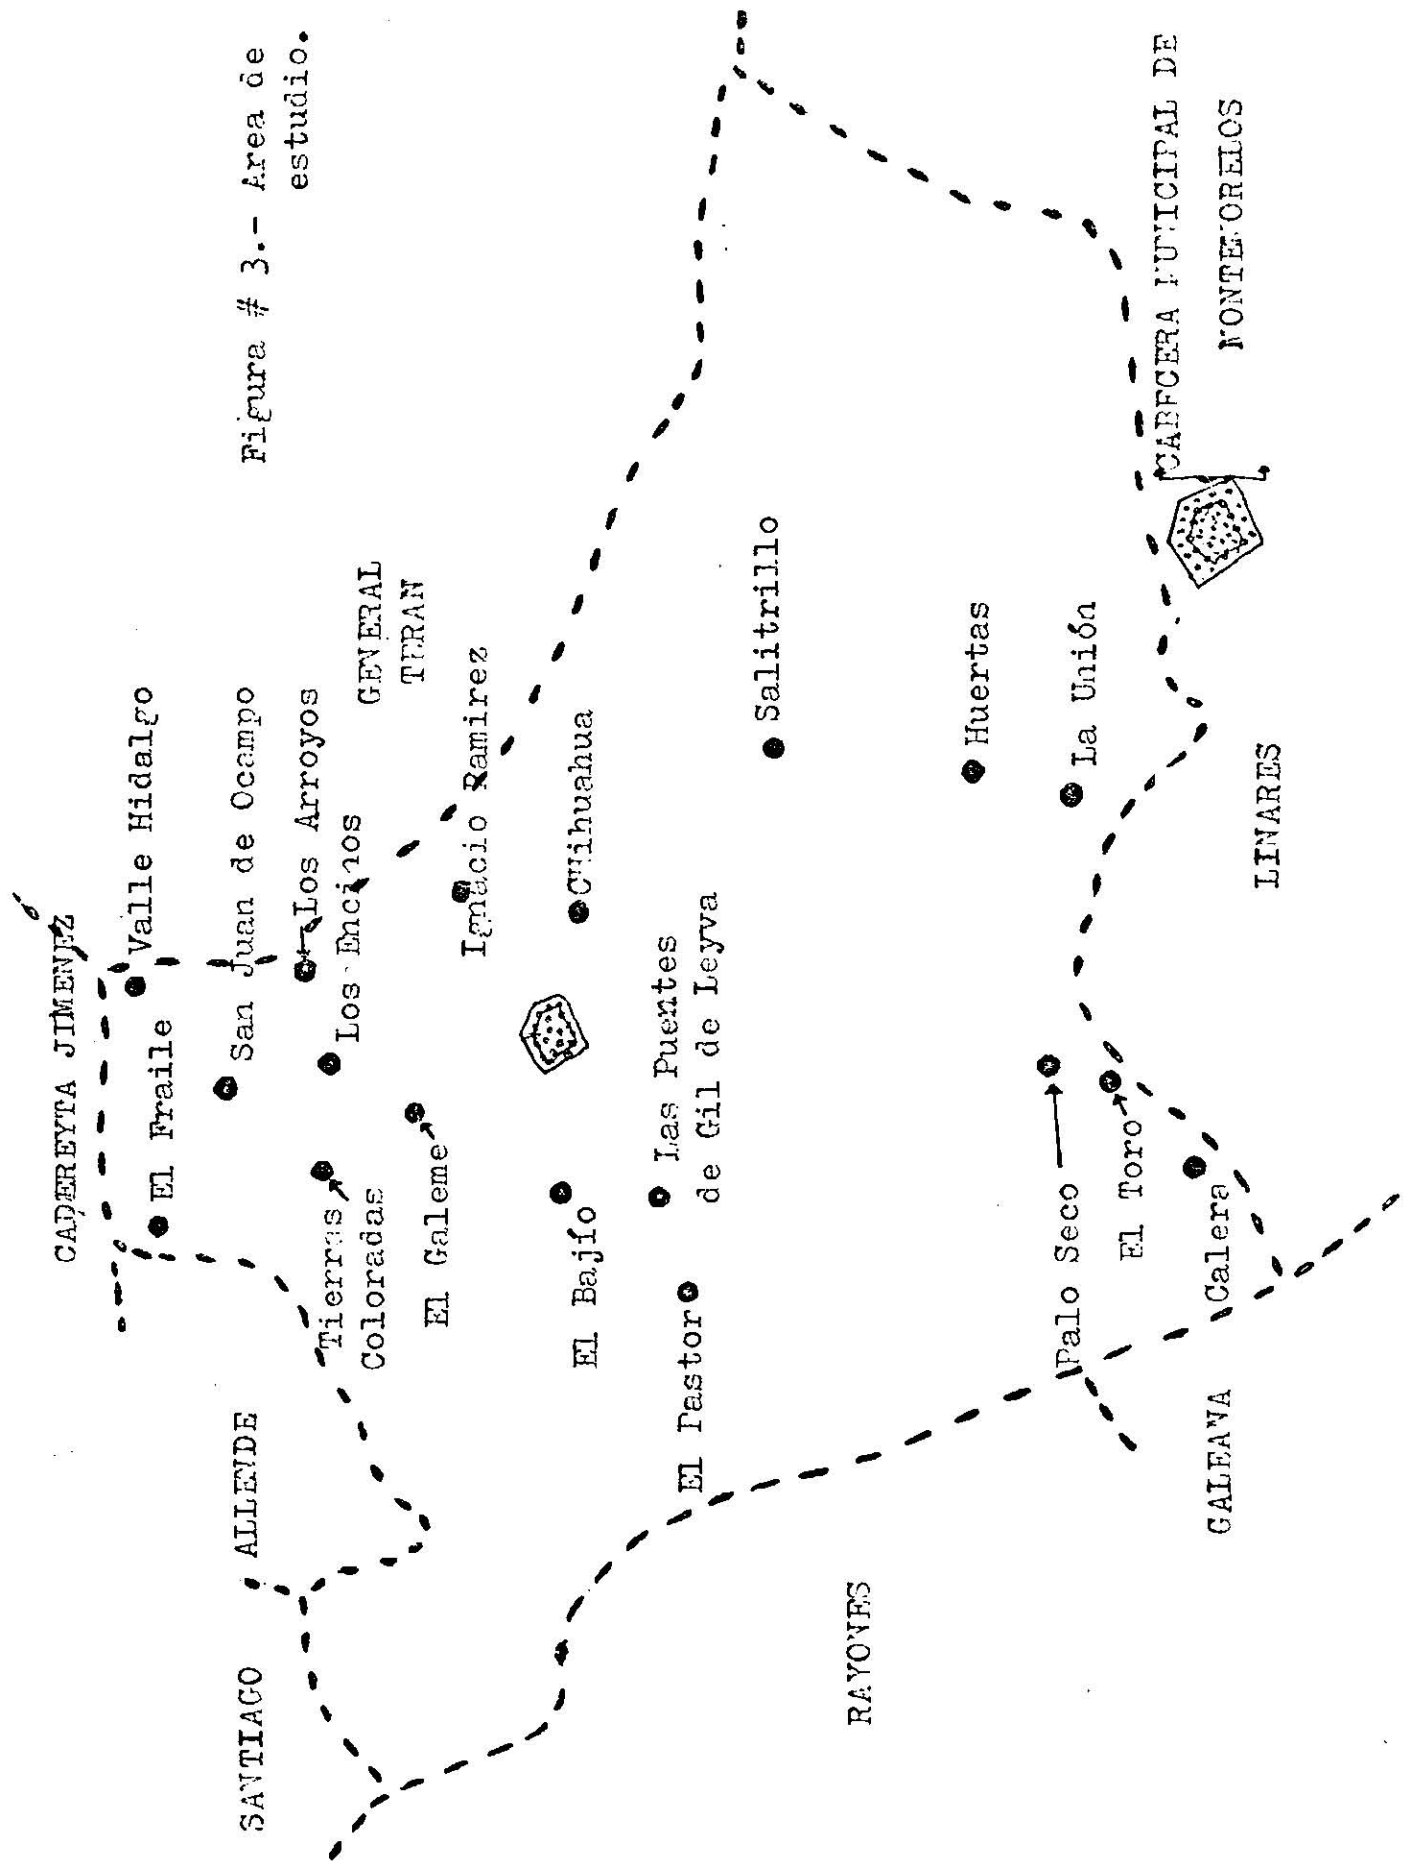 Figura # 3.- Area de
estudio.
CADEREYTA JIMENEZ
Valle Hidalgo
El Fraile
SANTIAGO
ALLENDE
San Juan de Ocampo
Los Arroyos
Tierras
Coloradas
Los Encinos
GENERAL
TERAN
El Galeme
Ignacio Ramirez
El Bajío
Chihuahua
Las Puentes
de Gil de Leyva
El Pastor
Salitrillo
RAYONES
Huertas
Palo Seco
La Unión
El Toro
Calera
GALEANA
LINARES
CABECERA MUNICIPAL DE
MONTEMORELOS